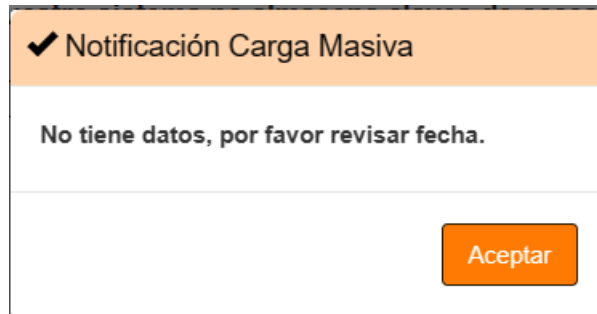 Notificación Carga Masiva
No tiene datos, por favor revisar fecha.
Aceptar